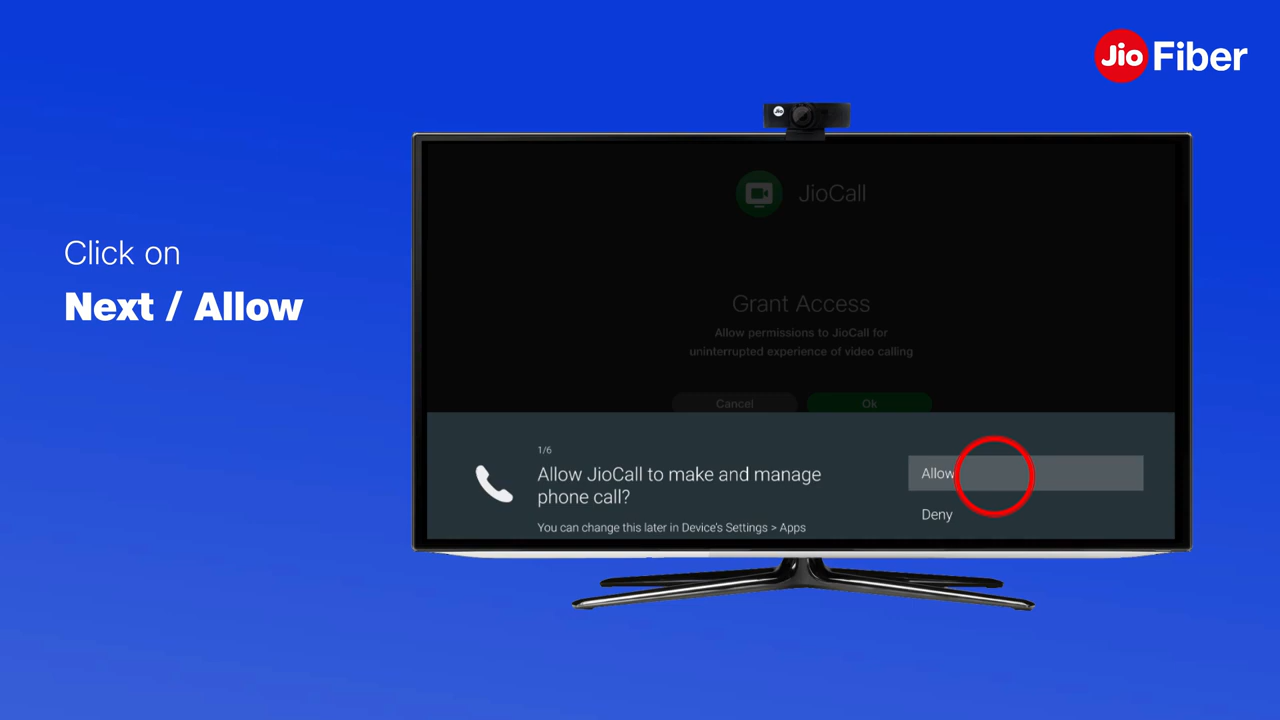 Jio Fiber
Jio
JioCall
Click on
Next / Allow
Grant Access
Allow permissions to JioCall for
uninterrupted experience of video calling
Cancel
Ok
1/6
Allow JioCall to make and manage
phone call?
You can change this later in Device's Settings > Apps
Allow
Deny